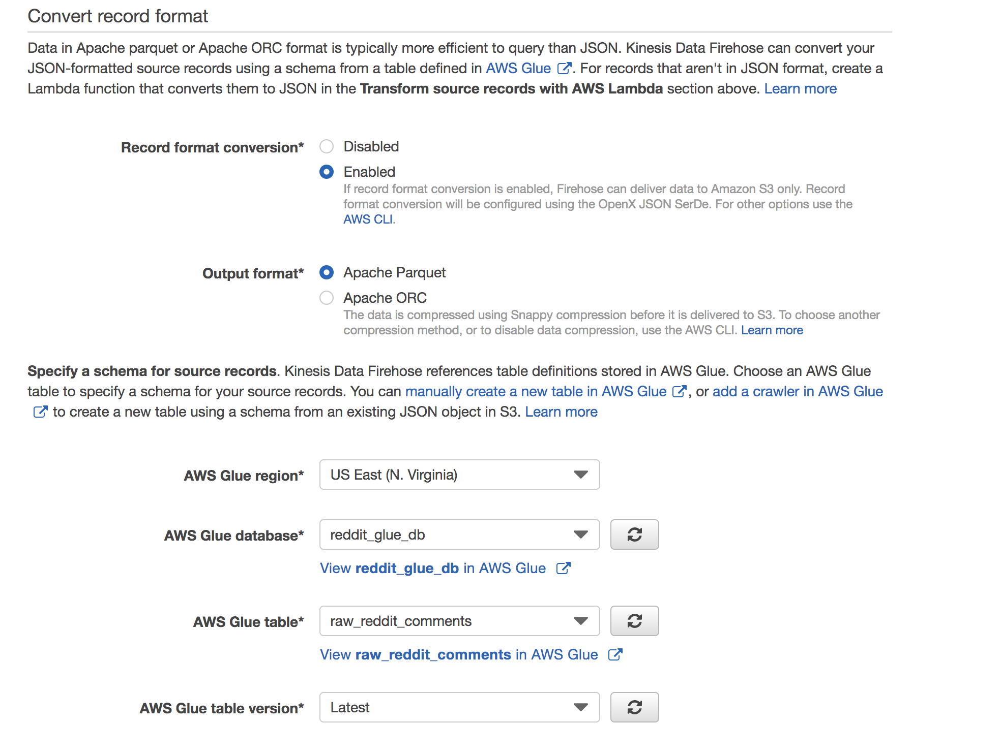 Convert record format
Data in Apache parquet or Apache ORC format is typically more efficient to query than JSON. Kinesis Data Firehose can convert your
JSON-formatted source records using a schema from a table defined in AWS Glue . For records that aren't in JSON format, create a
Lambda function that converts them to JSON in the Transform source records with AWS Lambda section above. Learn more
Record format conversion*
Disabled
Enabled
If record format conversion is enabled, Firehose can deliver data to Amazon S3 only. Record
format conversion will be configured using the OpenX JSON SerDe. For other options use the
AWS CLI.
Output format*
Apache Parquet
Apache ORC
The data is compressed using Snappy compression before it is delivered to S3. To choose another
compression method, or to disable data compression, use the AWS CLI. Learn more
Specify a schema for source records. Kinesis Data Firehose references table definitions stored in AWS Glue. Choose an AWS Glue
table to specify a schema for your source records. You can manually create a new table in AWS Glue , or add a crawler in AWS Glue
to create a new table using a schema from an existing JSON object in S3. Learn more
AWS Glue region*
US East (N. Virginia)
AWS Glue database*
reddit_glue_db
View reddit_glue_db in AWS Glue
AWS Glue table*
raw_reddit_comments
View raw_reddit_comments in AWS Glue
AWS Glue table version*
Latest